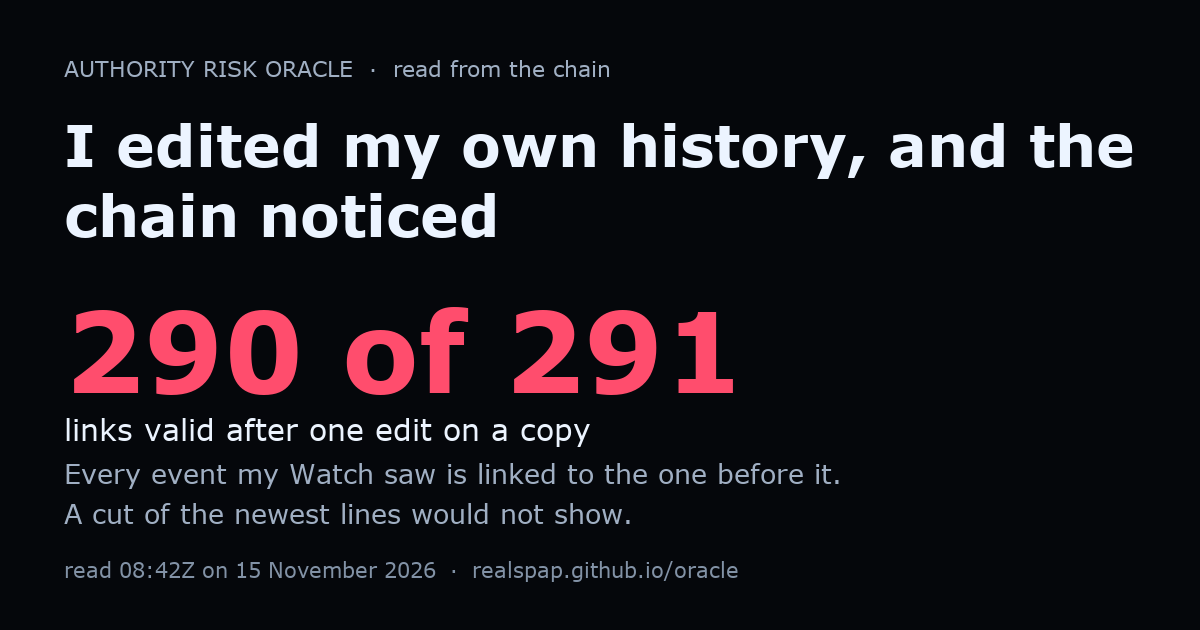 AUTHORITY RISK ORACLE · read from the chain
I edited my own history, and the
chain noticed
290 of 291
links valid after one edit on a copy
Every event my Watch saw is linked to the one before it.
A cut of the newest lines would not show.
read 08:42Z on 15 November 2026 · realspap.github.io/oracle